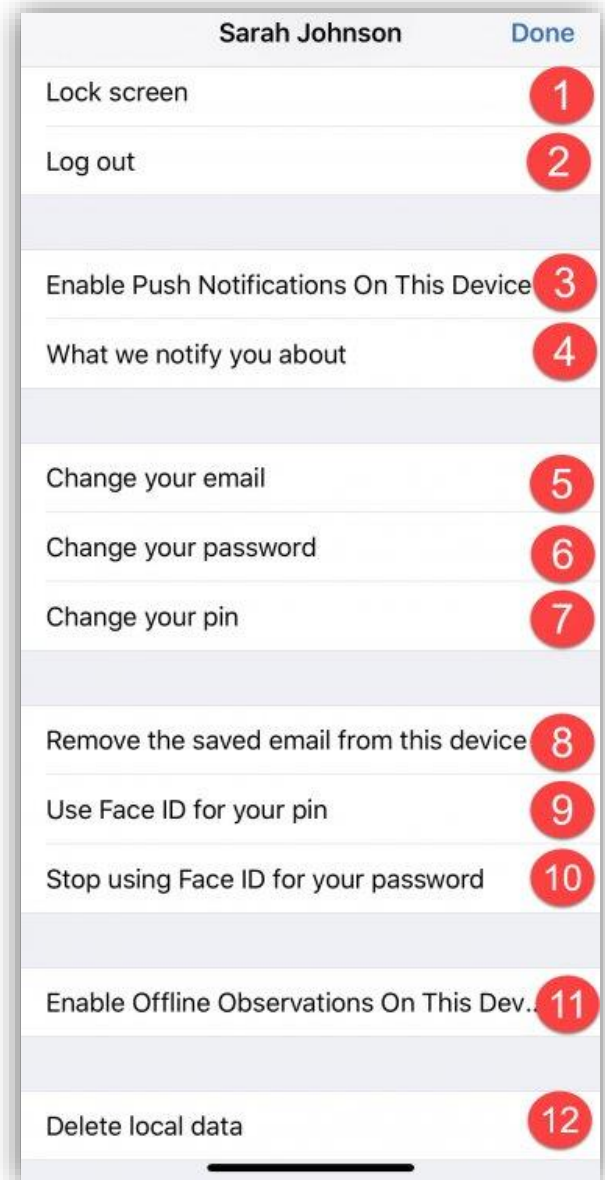 Sarah Johnson Done
Lock screen 1
Log out 2
Enable Push Notifications On This Device 3
What we notify you about 4
Change your email 5
Change your password 6
Change your pin 7
Remove the saved email from this device 8
Use Face ID for your pin 9
Stop using Face ID for your password 10
Enable Offline Observations On This Dev.. 11
Delete local data 12